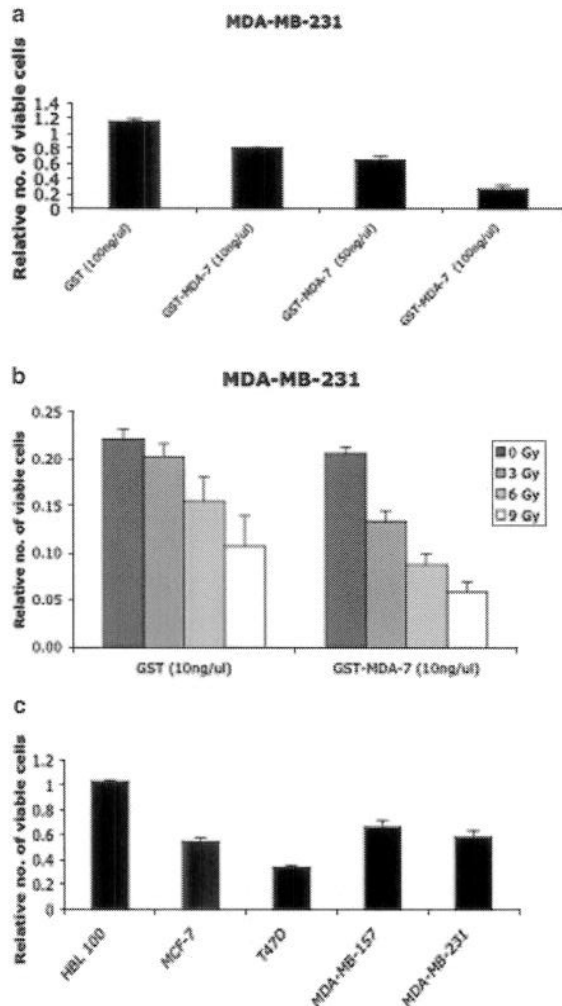 a
MDA-MB-231
Relative no. of viable cells
1.4
1.2
1
0.8
0.6
0.4
0.2
0
GST (100ng/ul)
GST-MDA-7 (10ng/ul)
GST-MDA-7 (50ng/ul)
GST-MDA-7 (100ng/ul)
b
MDA-MB-231
Relative no. of viable cells
0.25
0.20
0.15
0.10
0.05
0.00
0 Gy
3 Gy
6 Gy
9 Gy
GST (10ng/ul)
GST-MDA-7 (10ng/ul)
c
Relative no. of viable cells
1.2
1
0.8
0.6
0.4
0.2
0
HBL 100
MCF-7
T47D
MDA-MB-157
MDA-MB-231